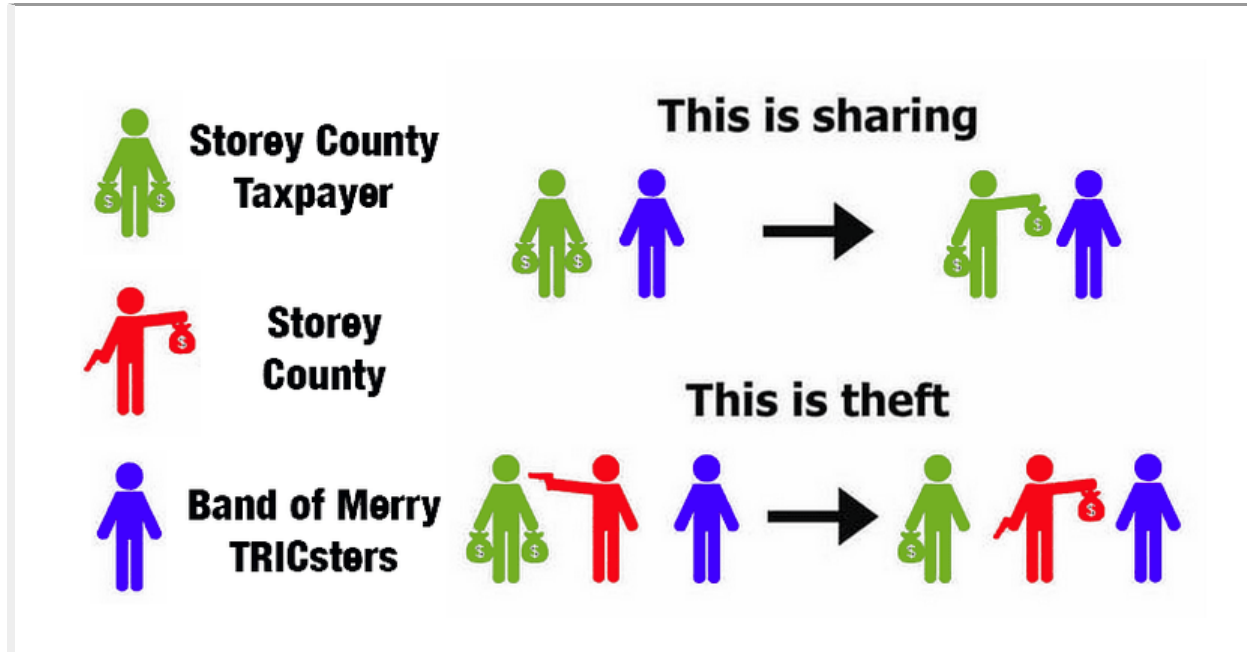 Storey County
Taxpayer
Storey
County
Band of Merry
TRICsters
This is sharing
$ $ $ $
This is theft
$ $ $ $
$
$ $